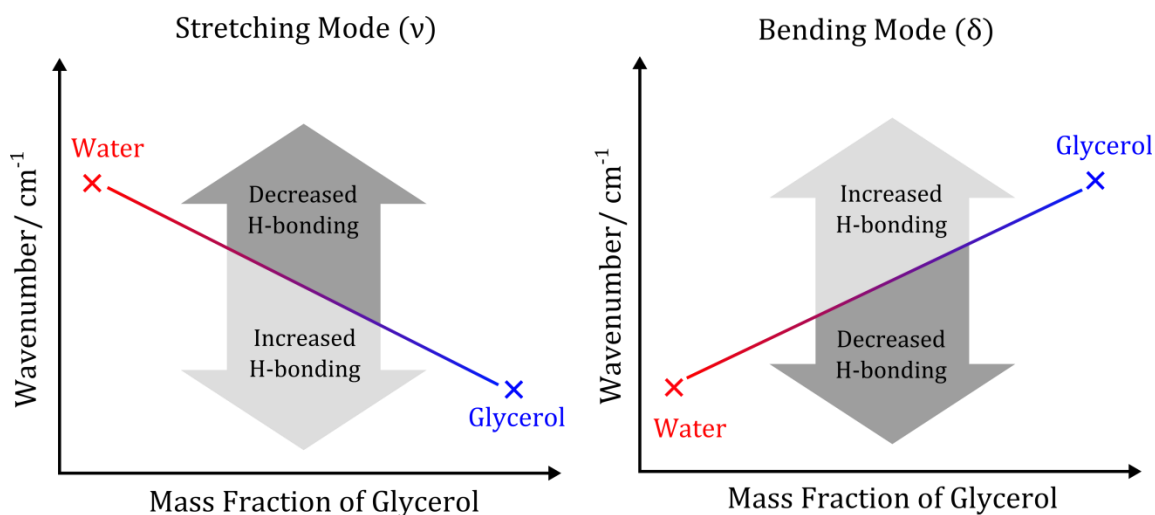 Stretching Mode (ν)
Wavenumber/ cm⁻¹
Water
Decreased
H-bonding
Increased
H-bonding
Glycerol
Mass Fraction of Glycerol
Bending Mode (δ)
Wavenumber/ cm⁻¹
Glycerol
Increased
H-bonding
Decreased
H-bonding
Water
Mass Fraction of Glycerol